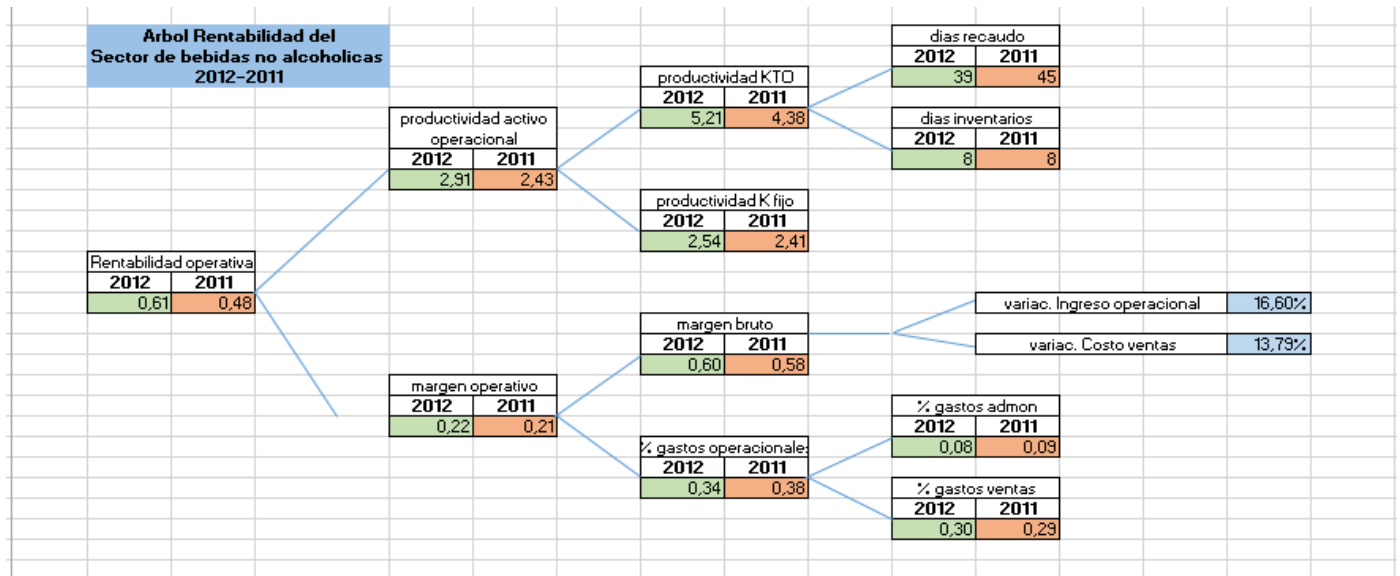 Arbol Rentabilidad del
Sector de bebidas no alcoholicas
2012-2011
dias recaudo
2012 2011
39 45
productividad KTO
2012 2011
5,21 4,38
dias inventarios
2012 2011
8 8
productividad activo
operacional
2012 2011
2,91 2,43
productividad K fijo
2012 2011
2,54 2,41
Rentabilidad operativa
2012 2011
0,61 0,48
variac. Ingreso operacional 16,60%
margen bruto
2012 2011
0,60 0,58
variac. Costo ventas 13,79%
margen operativo
2012 2011
0,22 0,21
% gastos admon
2012 2011
0,08 0,09
% gastos operacionales
2012 2011
0,34 0,38
% gastos ventas
2012 2011
0,30 0,29